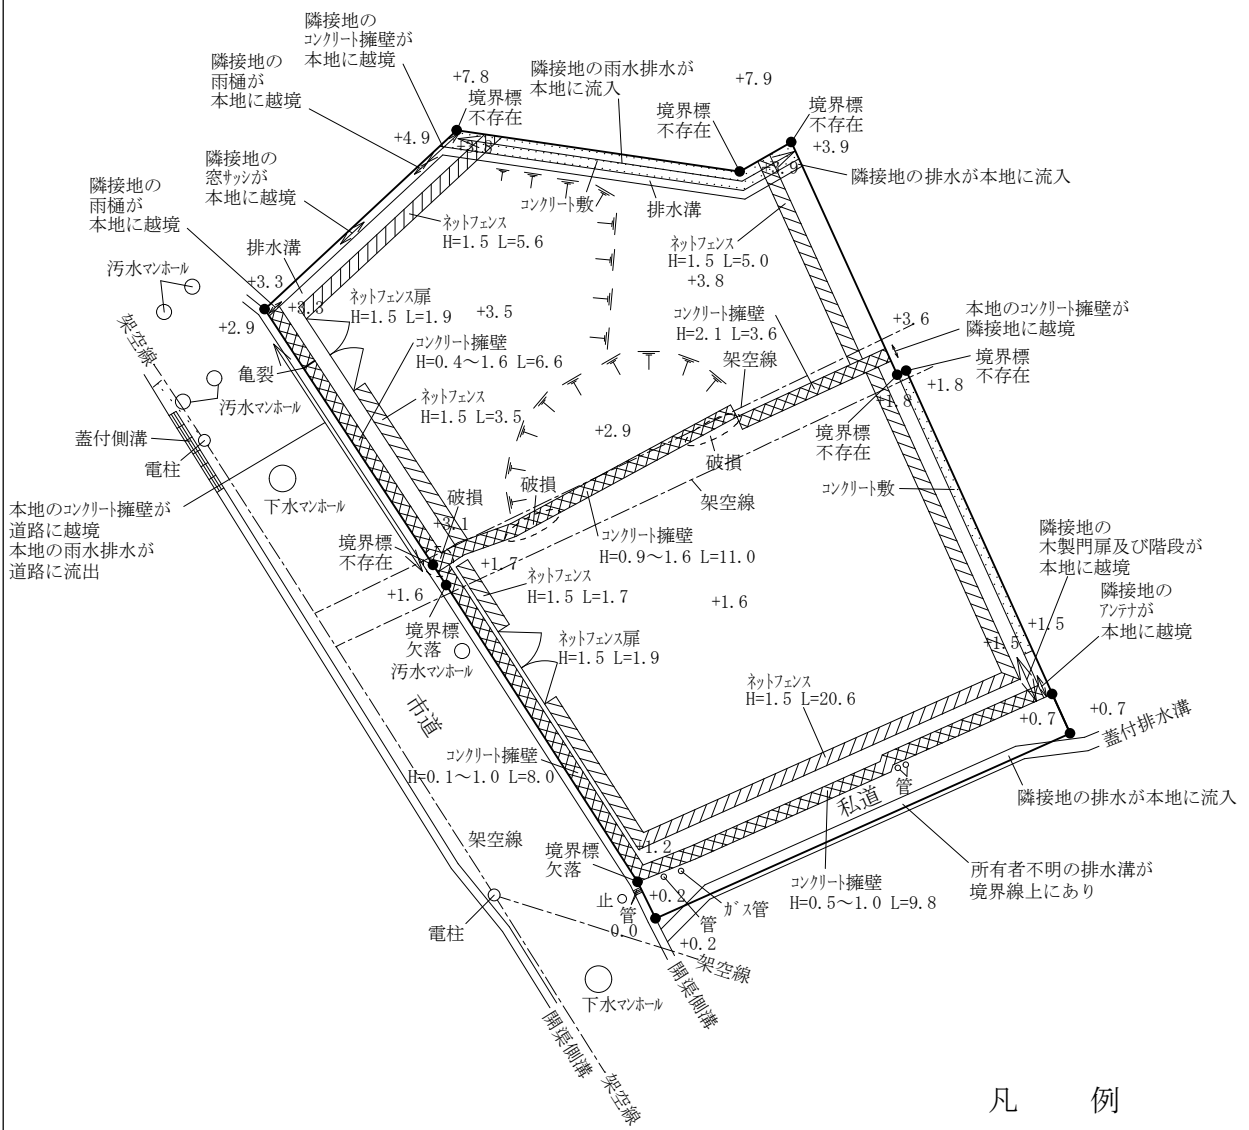 隣接地の
コンクリート擁壁が
本地に越境
隣接地の
雨樋が
本地に越境
+7.8
境界標
不存在
隣接地の雨水排水が
本地に流入
+7.9
境界標
不存在
境界標
不存在
+4.9
+3.8
+3.9
+3.9
隣接地の排水が本地に流入
隣接地の
窓サッシが
本地に越境
隣接地の
雨樋が
本地に越境
コンクリート敷
排水溝
ネットフェンス
H=1.5 L=5.6
ネットフェンス
H=1.5 L=5.0
+3.8
排水溝
汚水マンホール
+3.3
+3.3
+2.9
ネットフェンス扉
H=1.5 L=1.9
+3.5
コンクリート擁壁
H=2.1 L=3.6
本地のコンクリート擁壁が
隣接地に越境
+3.6
架空線
コンクリート擁壁
H=0.4～1.6 L=6.6
架空線
境界標
不存在
+1.8
+1.8
亀裂
ネットフェンス
H=1.5 L=3.5
汚水マンホール
+2.9
境界標
不存在
蓋付側溝
電柱
破損
破損
破損
架空線
コンクリート敷
下水マンホール
本地のコンクリート擁壁が
道路に越境
本地の雨水排水が
道路に流出
+3.1
境界標
不存在
コンクリート擁壁
H=0.9～1.6 L=11.0
隣接地の
木製門扉及び階段が
本地に越境
+1.7
ネットフェンス
H=1.5 L=1.7
+1.6
+1.6
隣接地の
アンテナが
本地に越境
境界標
欠落
汚水マンホール
ネットフェンス扉
H=1.5 L=1.9
+1.5
+1.5
ネットフェンス
H=1.5 L=20.6
市道
+0.7
+0.7
蓋付排水溝
コンクリート擁壁
H=0.1～1.0 L=8.0
管
私道
隣接地の排水が本地に流入
架空線
境界標
欠落
+1.2
コンクリート擁壁
H=0.5～1.0 L=9.8
所有者不明の排水溝が
境界線上にあり
+0.2
止
管
管
ガス管
0.0
+0.2
電柱
架空線
開渠側溝
下水マンホール
開渠側溝
架空線
凡 例